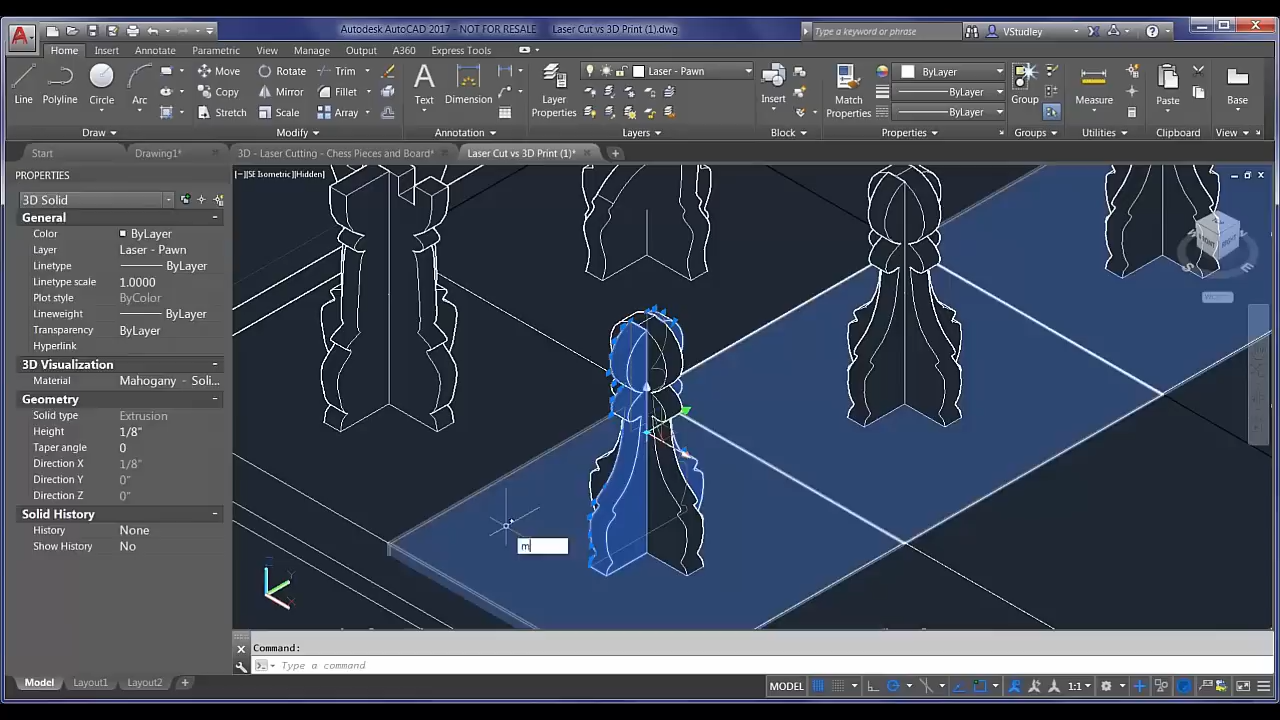 Autodesk AutoCAD 2017 - NOT FOR RESALE Laser Cut vs 3D Print (1).dwg
Type a keyword or phrase
VStudley
Home Insert Annotate Parametric View Manage Output A360 Express Tools
Line
Polyline
Circle
Arc
Move
Copy
Stretch
Rotate
Mirror
Scale
Trim
Fillet
Array
Text
Dimension
Layer
Properties
Laser - Pawn
Insert
Match
Properties
ByLayer
ByLayer
ByLayer
Group
Measure
Paste
Base
Draw
Modify
Annotation
Layers
Block
Properties
Groups
Utilities
Clipboard
View
Start
Drawing1*
3D - Laser Cutting - Chess Pieces and Board*
Laser Cut vs 3D Print (1)*
PROPERTIES
3D Solid
General
Color ByLayer
Layer Laser - Pawn
Linetype ByLayer
Linetype scale 1.0000
Plot style ByColor
Lineweight ByLayer
Transparency ByLayer
Hyperlink
3D Visualization
Material Mahogany - Soli...
Geometry
Solid type Extrusion
Height 1/8"
Taper angle 0
Direction X 1/8"
Direction Y 0"
Direction Z 0"
Solid History
History None
Show History No
[−][SE Isometric][Hidden]
S
E
m
Command:
Type a command
Model Layout1 Layout2
MODEL
1:1